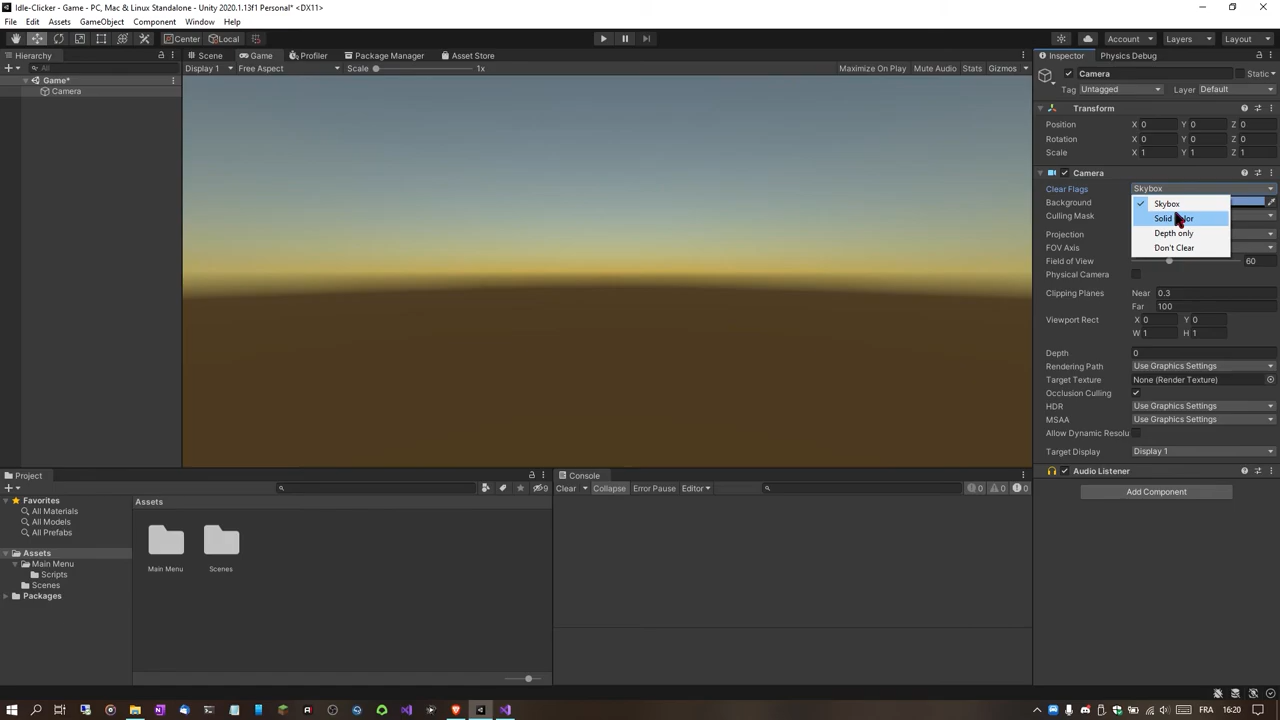 Idle-Clicker - Game - PC, Mac & Linux Standalone - Unity 2020.1.13f1 Personal* <DX11>
File Edit Assets GameObject Component Window Help
Center Local
Account Layers Layout
Hierarchy
All
Game*
Camera
Scene Game Profiler Package Manager Asset Store
Display 1 Free Aspect Scale 1x Maximize On Play Mute Audio Stats Gizmos
Inspector Physics Debug
Camera Static
Tag Untagged Layer Default
Transform
Position X 0 Y 0 Z 0
Rotation X 0 Y 0 Z 0
Scale X 1 Y 1 Z 1
Camera
Clear Flags Skybox
Background
Culling Mask
Projection
FOV Axis
Skybox
Solid Color
Depth only
Don't Clear
Field of View 60
Physical Camera
Clipping Planes Near 0.3
Far 100
Viewport Rect X 0 Y 0
W 1 H 1
Depth 0
Rendering Path Use Graphics Settings
Target Texture None (Render Texture)
Occlusion Culling
HDR Use Graphics Settings
MSAA Use Graphics Settings
Allow Dynamic Resolu
Target Display Display 1
Audio Listener
Add Component
Project
9
Favorites
All Materials
All Models
All Prefabs
Assets
Main Menu
Scripts
Scenes
Packages
Assets
Main Menu Scenes
Console
Clear Collapse Error Pause Editor 0 0 0
FRA 16:20